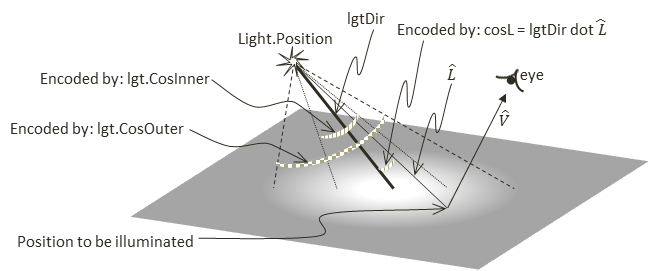 lgtDir
Light.Position
Encoded by: cosL = lgtDir dot L̂
Encoded by: lgt.CosInner
L̂
eye
V̂
Encoded by: lgt.CosOuter
Position to be illuminated